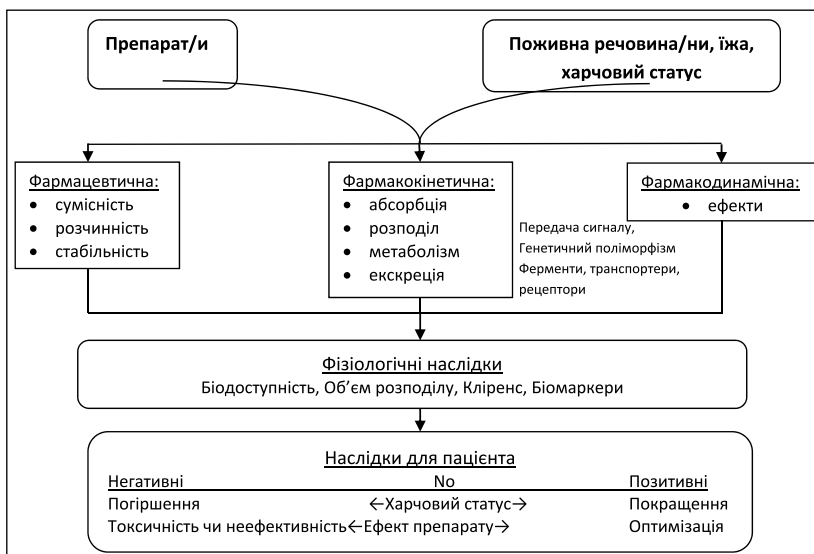 Препарат/и
Поживна речовина/ни, їжа,
харчовий статус
Фармацевтична:
• сумісність
• розчинність
• стабільність
Фармакокінетична:
• абсорбція
• розподіл
• метаболізм
• екскреція
Фармакодинамічна:
• ефекти
Передача сигналу,
Генетичний поліморфізм
Ферменти, транспортери,
рецептори
Фізіологічні наслідки
Біодоступність, Об’єм розподілу, Кліренс, Біомаркери
Наслідки для пацієнта
Негативні No Позитивні
Погіршення ←Харчовий статус→ Покращення
Токсичність чи неефективність←Ефект препарату→ Оптимізація